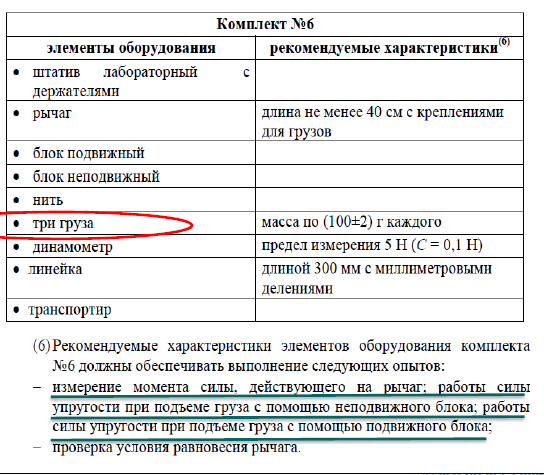 Комплект №6
элементы оборудования рекомендуемые характеристики(6)
• штатив лабораторный с
держателями
• рычаг длина не менее 40 см с креплениями
для грузов
• блок подвижный
• блок неподвижный
• нить
• три груза масса по (100±2) г каждого
• динамометр предел измерения 5 Н (С = 0,1 Н)
• линейка длиной 300 мм с миллиметровыми
делениями
• транспортир
(6) Рекомендуемые характеристики элементов оборудования комплекта
№6 должны обеспечивать выполнение следующих опытов:
– измерение момента силы, действующего на рычаг; работы силы
упругости при подъеме груза с помощью неподвижного блока; работы
силы упругости при подъеме груза с помощью подвижного блока;
– проверка условия равновесия рычага.